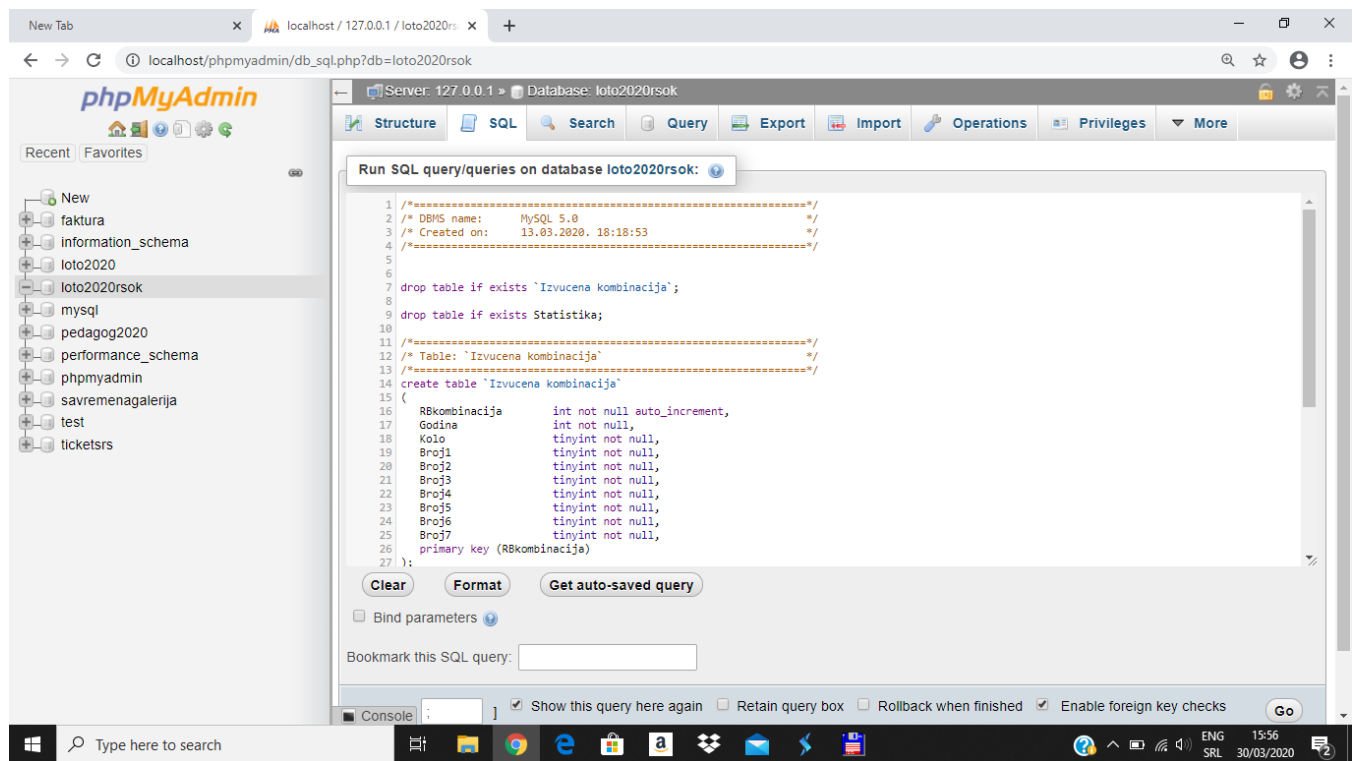 New Tab
localhost / 127.0.0.1 / loto2020rs
localhost/phpmyadmin/db_sql.php?db=loto2020rsok
phpMyAdmin
Recent Favorites
New
faktura
information_schema
loto2020
loto2020rsok
mysql
pedagog2020
performance_schema
phpmyadmin
savremenagalerija
test
ticketsrs
Server: 127.0.0.1 » Database: loto2020rsok
Structure SQL Search Query Export Import Operations Privileges More
Run SQL query/queries on database loto2020rsok:
1 /*==============================================================*/
2 /* DBMS name:      MySQL 5.0                                    */
3 /* Created on:     13.03.2020. 18:18:53                         */
4 /*==============================================================*/
5
6
7 drop table if exists `Izvucena kombinacija`;
8
9 drop table if exists Statistika;
10
11 /*==============================================================*/
12 /* Table: `Izvucena kombinacija`                                */
13 /*==============================================================*/
14 create table `Izvucena kombinacija`
15 (
16    RBkombinacija        int not null auto_increment,
17    Godina               int not null,
18    Kolo                 tinyint not null,
19    Broj1                tinyint not null,
20    Broj2                tinyint not null,
21    Broj3                tinyint not null,
22    Broj4                tinyint not null,
23    Broj5                tinyint not null,
24    Broj6                tinyint not null,
25    Broj7                tinyint not null,
26    primary key (RBkombinacija)
27 );
Clear Format Get auto-saved query
Bind parameters
Bookmark this SQL query:
Console ; ] Show this query here again Retain query box Rollback when finished Enable foreign key checks Go
Type here to search
ENG 15:56
SRL 30/03/2020 2